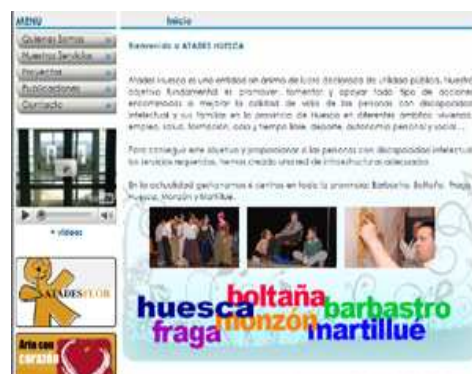 MENU
Inicio
Quienes Somos
Nuestros Servicios
Proyectos
Publicaciones
Contacto
+ videos
ATADESFLOR
Arte con
corazón
Bienvenido a ATADES HUESCA
Atades Huesca es una entidad sin ánimo de lucro declarada de utilidad pública. Nuestro
objetivo fundamental es promover, fomentar y apoyar todo tipo de acciones
encaminadas a mejorar la calidad de vida de las personas con discapacidad
intelectual y sus familias en la provincia de Huesca en diferentes ámbitos: vivienda,
empleo, salud, formación, ocio y tiempo libre, deporte, autonomía personal y social...
Para conseguir este objetivo y proporcionar a las personas con discapacidad intelectual
los servicios requeridos, hemos creado una red de infraestructuras adecuadas.
En la actualidad gestionamos 6 centros en toda la provincia: Barbastro, Boltaña, Fraga,
Huesca, Monzón y Martillué.
huesca boltaña barbastro
fraga monzón martillué